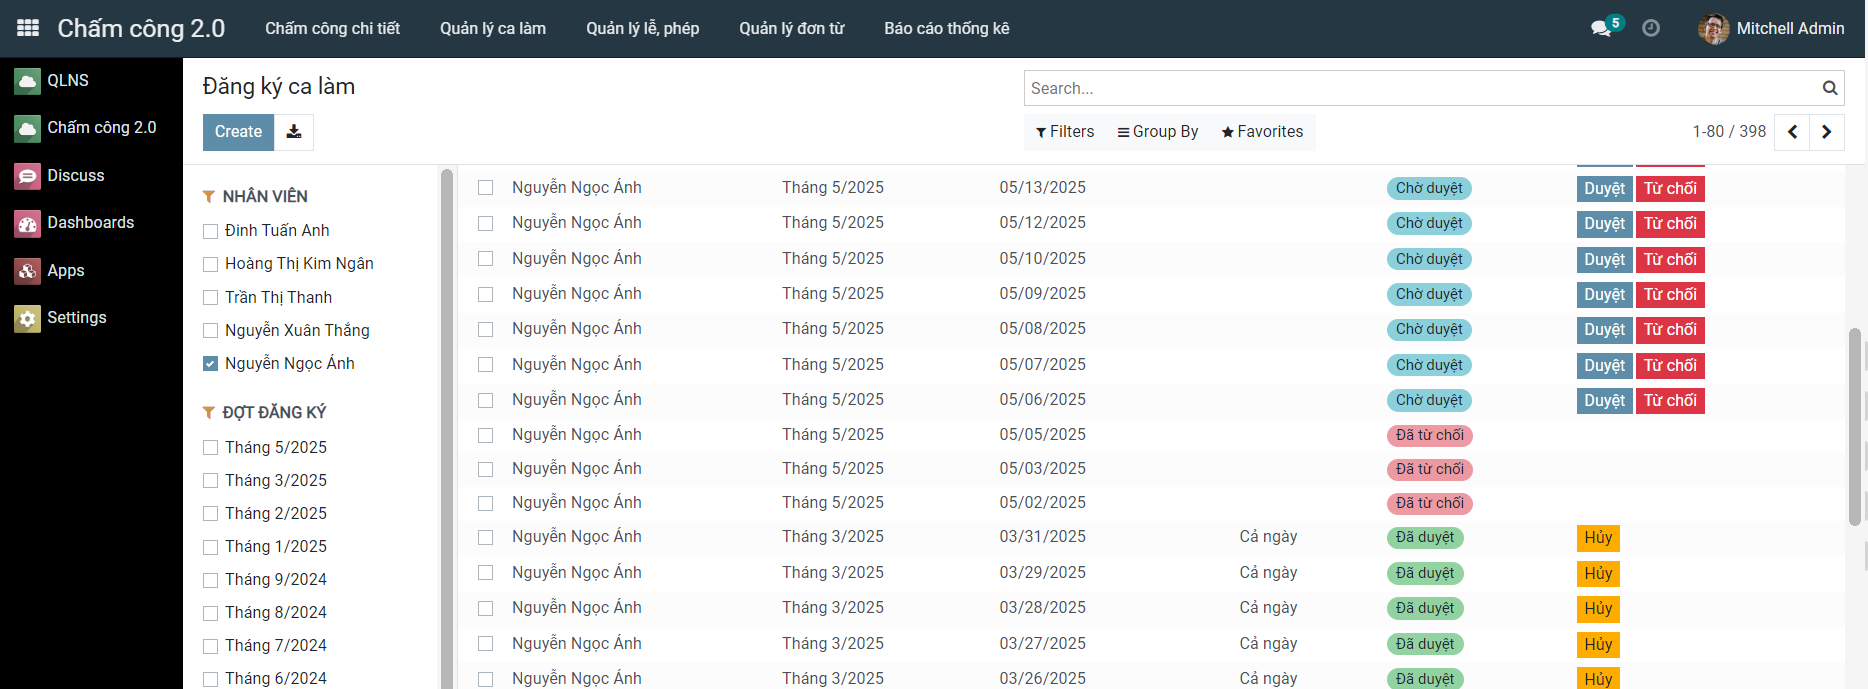 Chấm công 2.0 Chấm công chi tiết Quản lý ca làm Quản lý lễ, phép Quản lý đơn từ Báo cáo thống kê 5 Mitchell Admin
QLNS
Chấm công 2.0
Discuss
Dashboards
Apps
Settings
Đăng ký ca làm
Search...
Create
Filters Group By Favorites
1-80 / 398
NHÂN VIÊN
Đinh Tuấn Anh
Hoàng Thị Kim Ngân
Trần Thị Thanh
Nguyễn Xuân Thắng
Nguyễn Ngọc Ánh
ĐỢT ĐĂNG KÝ
Tháng 5/2025
Tháng 3/2025
Tháng 2/2025
Tháng 1/2025
Tháng 9/2024
Tháng 8/2024
Tháng 7/2024
Tháng 6/2024
Nguyễn Ngọc Ánh Tháng 5/2025 05/13/2025 Chờ duyệt Duyệt Từ chối
Nguyễn Ngọc Ánh Tháng 5/2025 05/12/2025 Chờ duyệt Duyệt Từ chối
Nguyễn Ngọc Ánh Tháng 5/2025 05/10/2025 Chờ duyệt Duyệt Từ chối
Nguyễn Ngọc Ánh Tháng 5/2025 05/09/2025 Chờ duyệt Duyệt Từ chối
Nguyễn Ngọc Ánh Tháng 5/2025 05/08/2025 Chờ duyệt Duyệt Từ chối
Nguyễn Ngọc Ánh Tháng 5/2025 05/07/2025 Chờ duyệt Duyệt Từ chối
Nguyễn Ngọc Ánh Tháng 5/2025 05/06/2025 Chờ duyệt Duyệt Từ chối
Nguyễn Ngọc Ánh Tháng 5/2025 05/05/2025 Đã từ chối
Nguyễn Ngọc Ánh Tháng 5/2025 05/03/2025 Đã từ chối
Nguyễn Ngọc Ánh Tháng 5/2025 05/02/2025 Đã từ chối
Nguyễn Ngọc Ánh Tháng 3/2025 03/31/2025 Cả ngày Đã duyệt Hủy
Nguyễn Ngọc Ánh Tháng 3/2025 03/29/2025 Cả ngày Đã duyệt Hủy
Nguyễn Ngọc Ánh Tháng 3/2025 03/28/2025 Cả ngày Đã duyệt Hủy
Nguyễn Ngọc Ánh Tháng 3/2025 03/27/2025 Cả ngày Đã duyệt Hủy
Nguyễn Ngọc Ánh Tháng 3/2025 03/26/2025 Cả ngày Đã duyệt Hủy